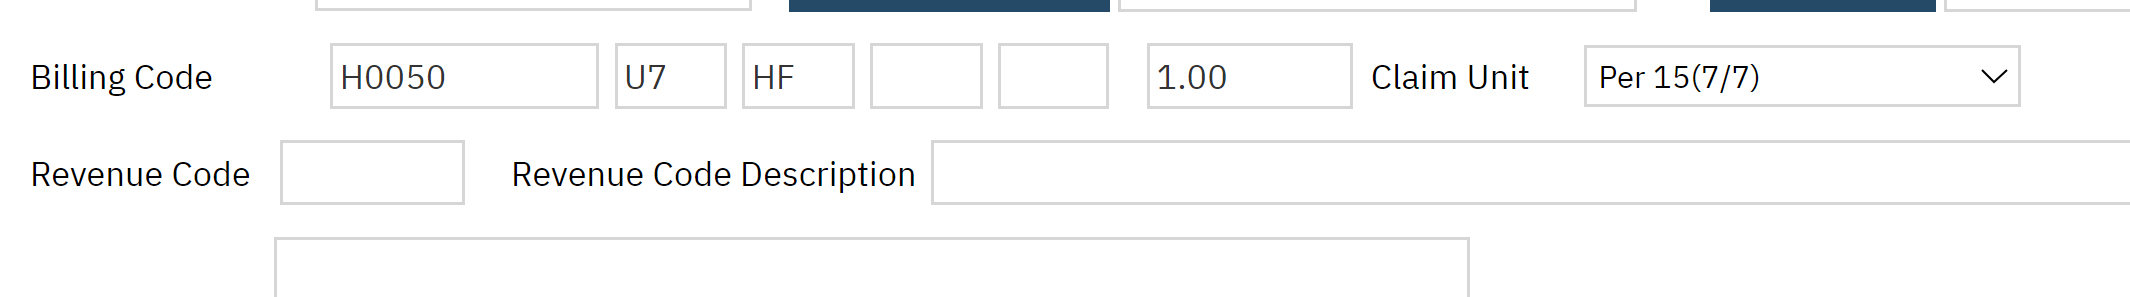 Billing Code H0050 U7 HF 1.00 Claim Unit Per 15(7/7)
Revenue Code Revenue Code Description